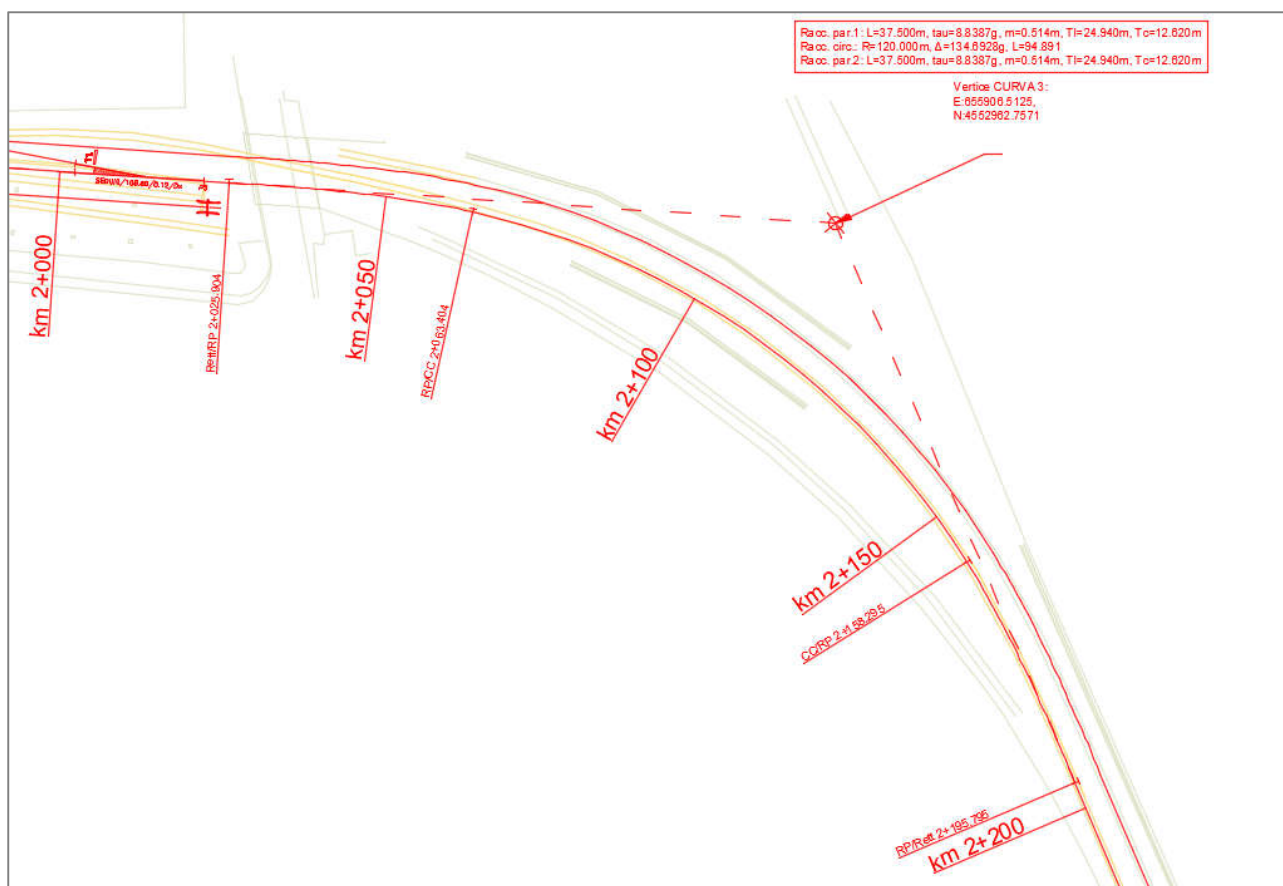 Racc. par.1: L=37.500m, tau=8.8387g, m=0.514m, Tl=24.940m, Tc=12.620m
Racc. circ.: R=120.000m, Δ=134.6928g, L=94.891
Racc. par.2: L=37.500m, tau=8.8387g, m=0.514m, Tl=24.940m, Tc=12.620m
Vertice CURVA 3:
E:655906.5125,
N:4552962.7571
km 2+000
Rett/RP 2+025.904
km 2+050
RP/CC 2+063.404
km 2+100
km 2+150
CC/RP 2+158.295
RP/Rett 2+195.795
km 2+200